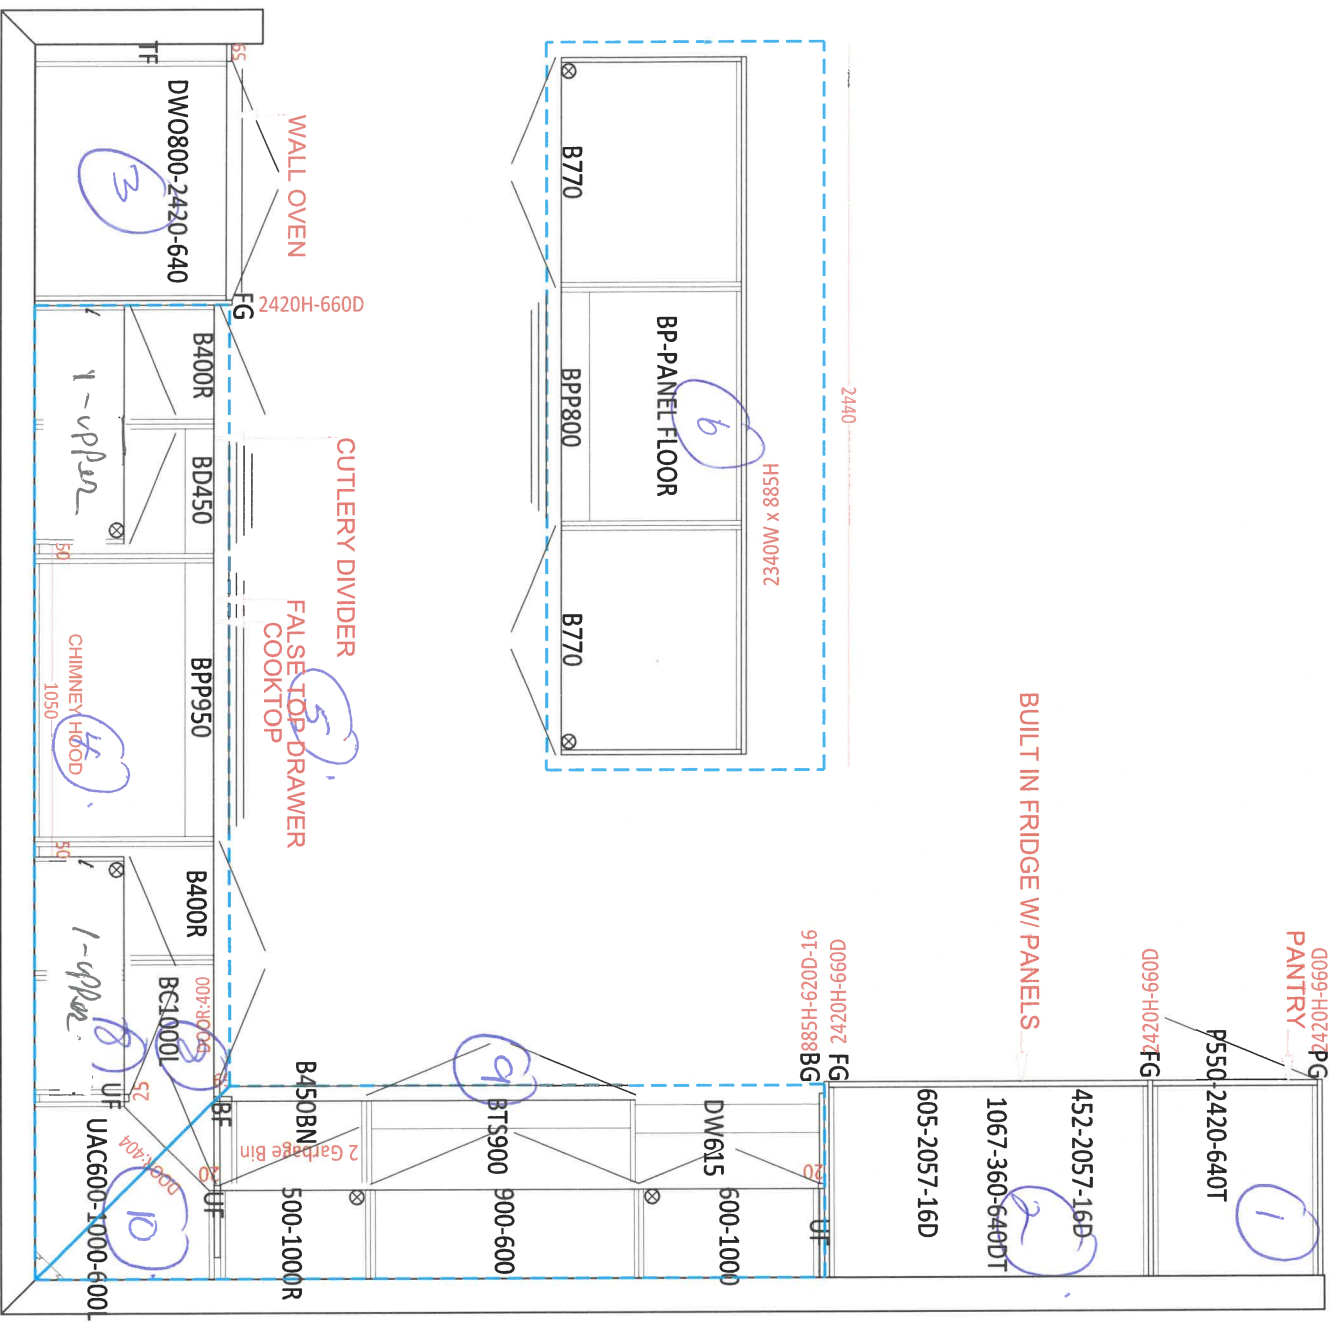 65
TF
DWO800-2420-640
3
WALL OVEN
FG
2420H-660D
B400R
1-upper
BD450
CUTLERY DIVIDER
50
BPP950
FALSE TOP DRAWER
COOKTOP
5
CHIMNEY HOOD
1050
4
50
B400R
1-upper
DOOR:400
BC1000L
8
UF
25
BF
DOOR:404
UAC600-1000-600L
10
20
UF
B450BN
2 Garbage Bin
500-1000R
9
BTS900
900-600
DW615
600-1000
20
UF
B770
BPP800
BP-PANEL FLOOR
6
B770
2340W X 885H
2440
885H-620D-16
BG
2420H-660D
FG
BUILT IN FRIDGE W/ PANELS
605-2057-16D
1067-360-640DT
452-2057-16D
2
2420H-660D
FG
P550-2420-640T
1
PANTRY
2420H-660D
PG